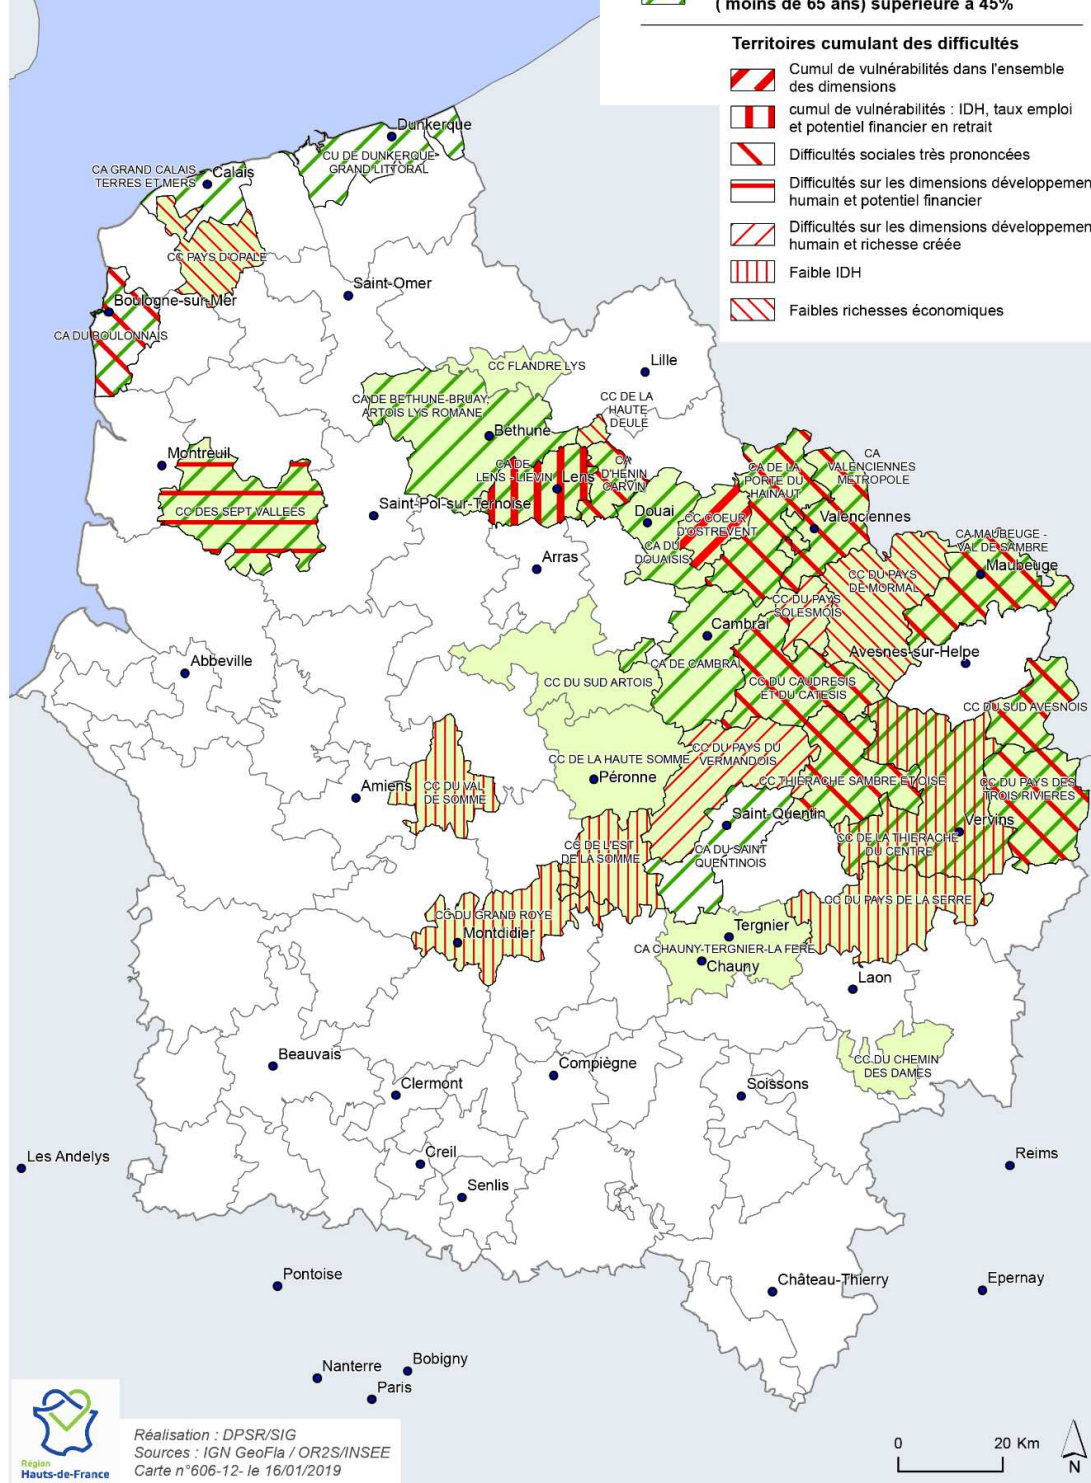 ( moins de 65 ans) supérieure à 45%
Territoires cumulant des difficultés
Cumul de vulnérabilités dans l'ensemble
des dimensions
cumul de vulnérabilités : IDH, taux emploi
et potentiel financier en retrait
Difficultés sociales très prononcées
Difficultés sur les dimensions développemen
humain et potentiel financier
Difficultés sur les dimensions développemen
humain et richesse créée
Faible IDH
Faibles richesses économiques
Dunkerque
CU DE DUNKERQUE
GRAND LITTORAL
CA GRAND CALAIS
TERRES ET MERS
Calais
CC PAYS D'OPALE
Saint-Omer
Boulogne-sur-Mer
CA DU BOULONNAIS
Lille
CC FLANDRE LYS
CA DE BETHUNE-BRUAY,
ARTOIS LYS ROMANE
CC DE LA
HAUTE
DEULE
Béthune
Montreuil
CC DES SEPT VALLEES
CA DE
LENS - LIEVIN
Lens
CA
D'HENIN
CARVIN
Saint-Pol-sur-Ternoise
Douai
CA DU
DOUAISIS
CC COEUR
D'OSTREVENT
CA DE LA
PORTE DU
HAINAUT
CA
VALENCIENNES
METROPOLE
Valenciennes
Arras
CA MAUBEUGE -
VAL DE SAMBRE
Maubeuge
CC DU PAYS
DE MORMAL
CC DU PAYS
SOLESMOIS
Cambrai
CA DE CAMBRAI
Avesnes-sur-Helpe
Abbeville
CC DU SUD ARTOIS
CC DU CAUDRESIS
ET DU CATESIS
CC DU SUD AVESNOIS
CC DE LA HAUTE SOMME
Péronne
CC DU PAYS DU
VERMANDOIS
CC THIERACHE SAMBRE ET OISE
CC DU PAYS DES
TROIS RIVIERES
Amiens
CC DU VAL
DE SOMME
Saint-Quentin
CA DU SAINT
QUENTINOIS
Vervins
CC DE LA THIERACHE
DU CENTRE
CC DE L'EST
DE LA SOMME
CC DU PAYS DE LA SERRE
CC DU GRAND ROYE
Montdidier
Tergnier
CA CHAUNY-TERGNIER-LA FERE
Chauny
Laon
CC DU CHEMIN
DES DAMES
Beauvais
Clermont
Compiègne
Soissons
Les Andelys
Creil
Senlis
Reims
Pontoise
Château-Thierry
Epernay
Nanterre
Bobigny
Paris
Région
Hauts-de-France
Réalisation : DPSR/SIG
Sources : IGN GeoFla / OR2S/INSEE
Carte n°606-12- le 16/01/2019
0 20 Km
N